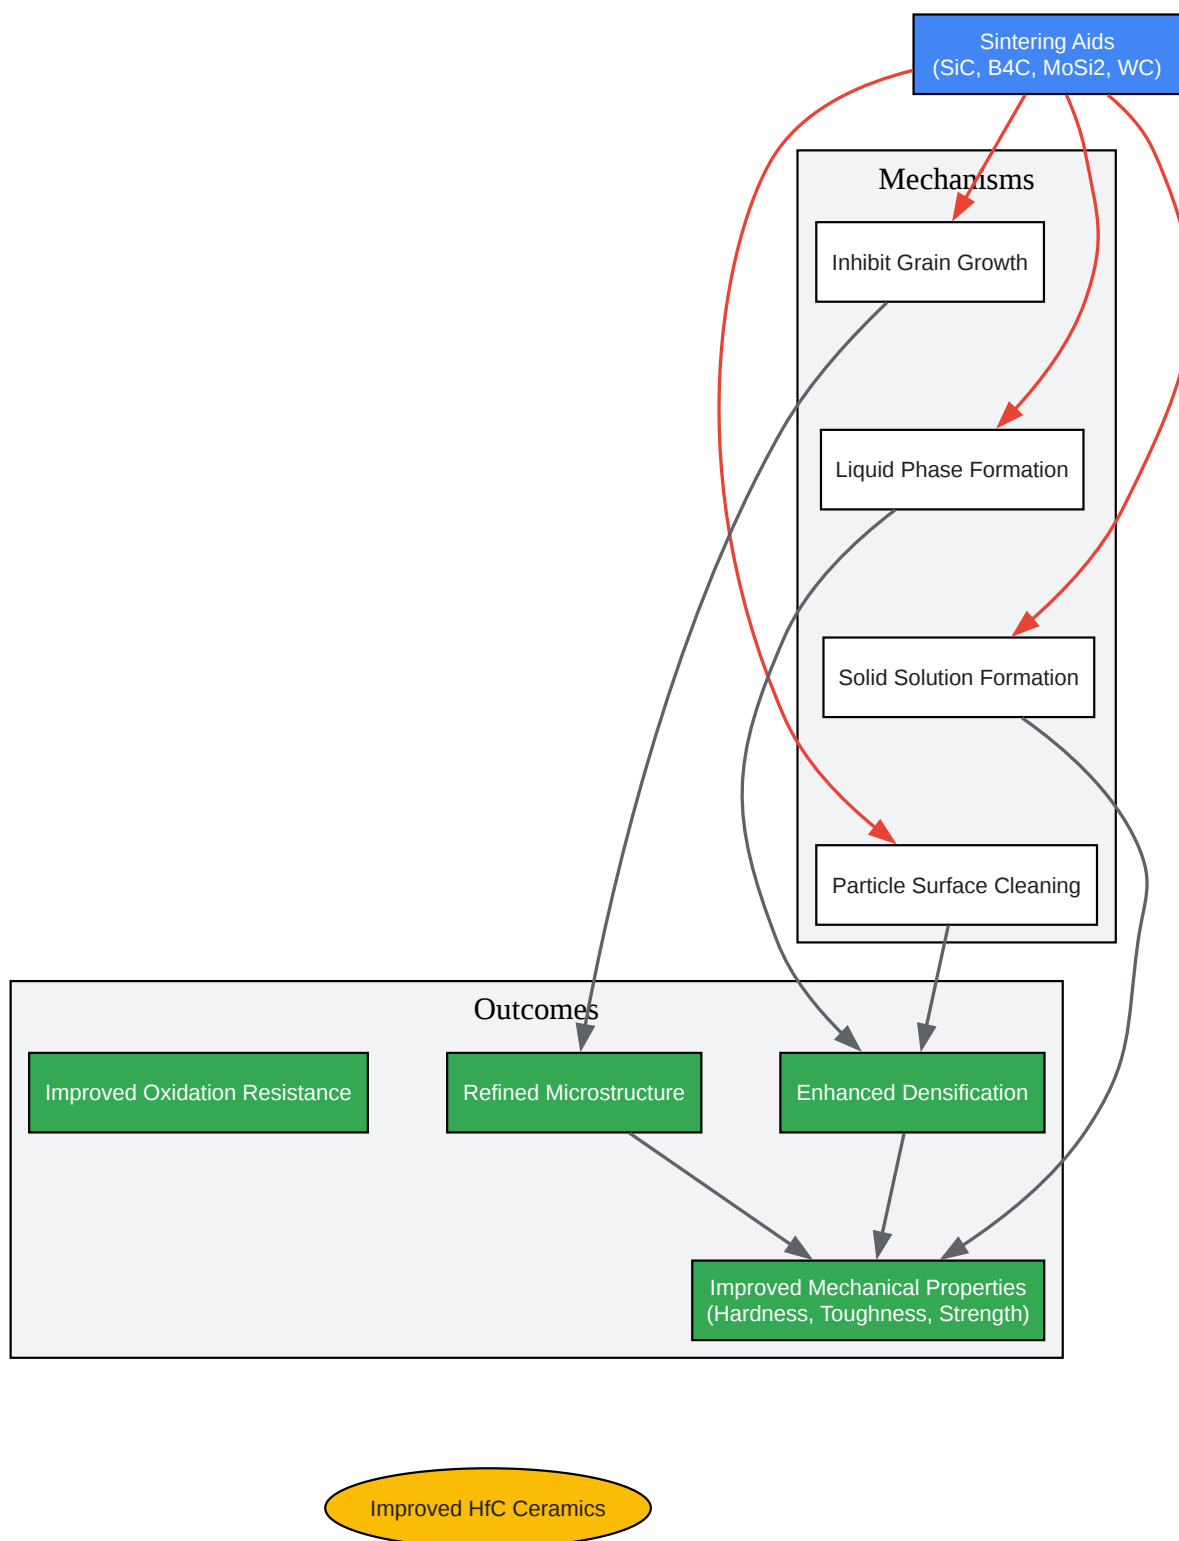 Sintering Aids
(SiC, B4C, MoSi2, WC)
Mechanisms
Inhibit Grain Growth
Liquid Phase Formation
Solid Solution Formation
Particle Surface Cleaning
Outcomes
Improved Oxidation Resistance
Refined Microstructure
Enhanced Densification
Improved Mechanical Properties
(Hardness, Toughness, Strength)
Improved HfC Ceramics